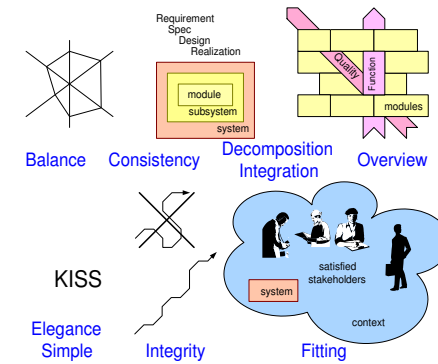 Requirement
Spec
Design
Realization
module
subsystem
system
Quality
Function
modules
Balance
Consistency
Decomposition
Integration
Overview
KISS
satisfied
stakeholders
system
context
Elegance
Simple
Integrity
Fitting